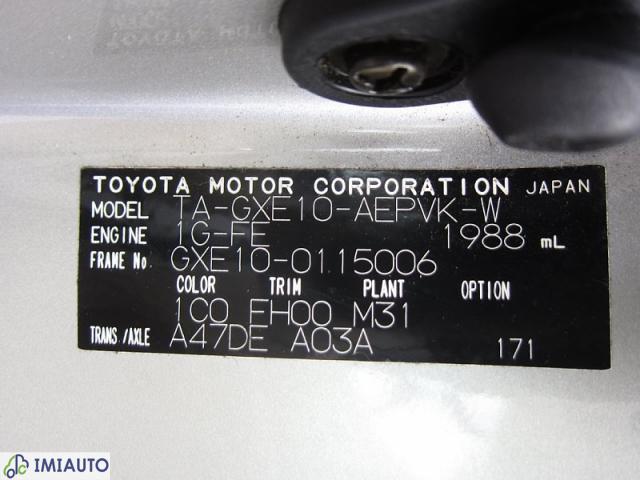 TOYOTA MOTOR CORPORATION JAPAN
MODEL TA-GXE10-AEPVK-W
ENGINE 1G-FE 1988 mL
FRAME No. GXE10-0115006
COLOR TRIM PLANT OPTION
1C0 EH00 M31
TRANS./AXLE A47DE A03A 171
IMIAUTO